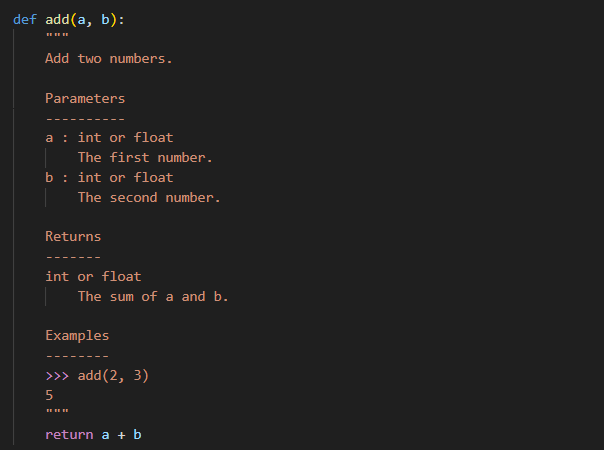 def add(a, b):
    """
    Add two numbers.

    Parameters
    ----------
    a : int or float
        The first number.
    b : int or float
        The second number.

    Returns
    -------
    int or float
        The sum of a and b.

    Examples
    --------
    >>> add(2, 3)
    5
    """
    return a + b